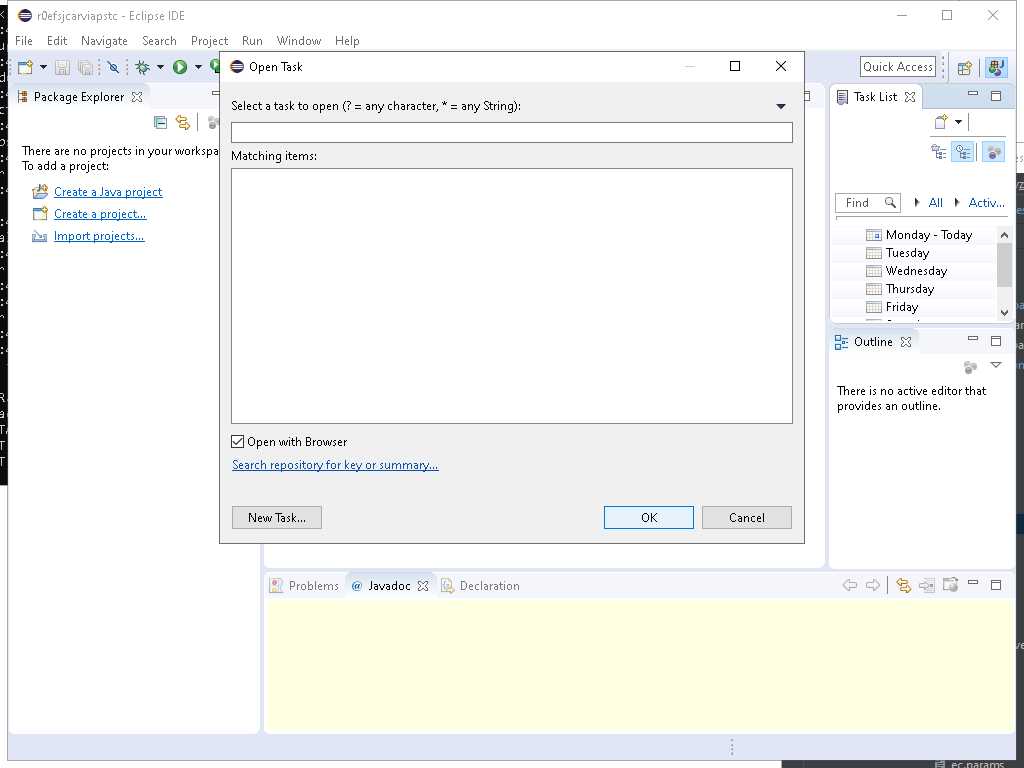 r0efsjcarviapstc - Eclipse IDE
File Edit Navigate Search Project Run Window Help
Quick Access
Package Explorer
There are no projects in your workspa
To add a project:
Create a Java project
Create a project...
Import projects...
Open Task
Select a task to open (? = any character, * = any String):
Matching items:
Open with Browser
Search repository for key or summary...
New Task...
OK
Cancel
Task List
Find
All
Activ...
Monday - Today
Tuesday
Wednesday
Thursday
Friday
Outline
There is no active editor that
provides an outline.
Problems
@ Javadoc
Declaration
ec.params